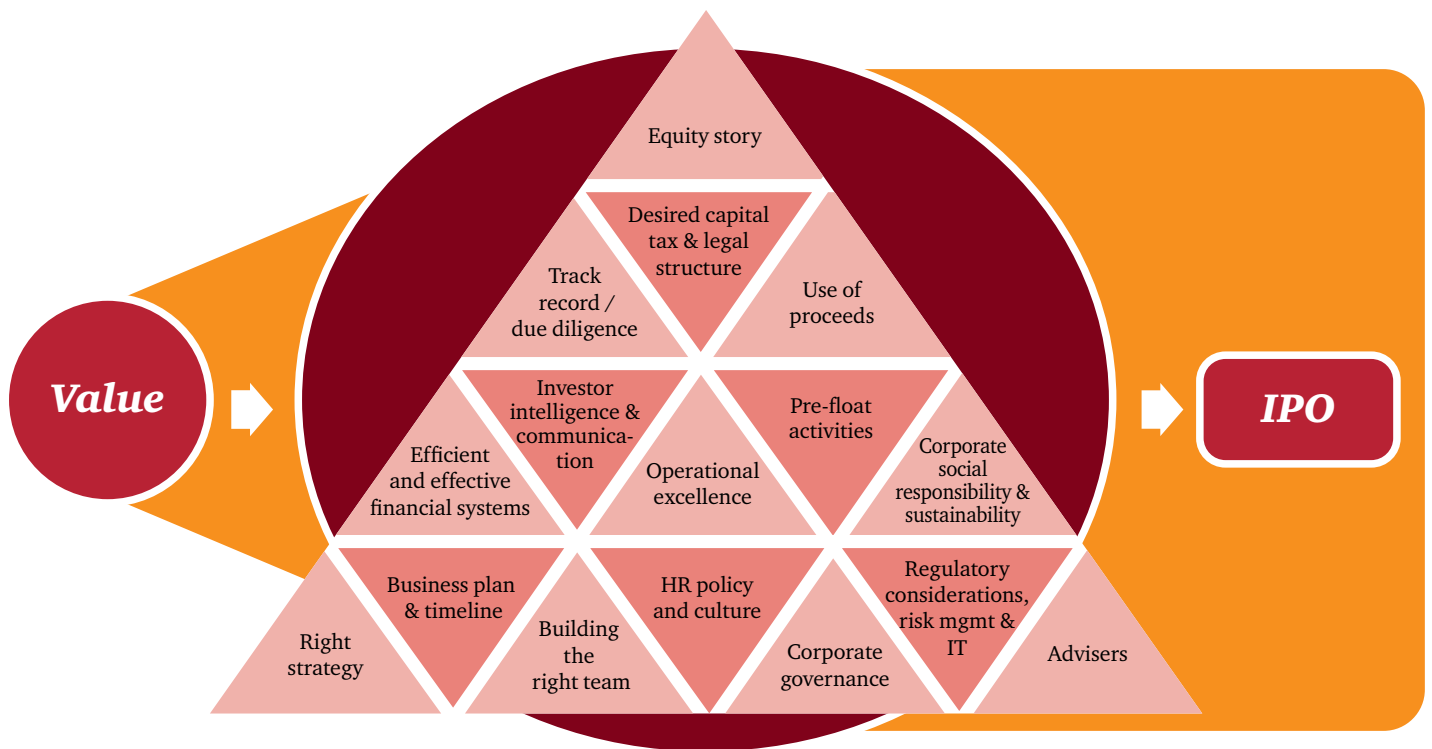 Equity story
Desired capital
tax & legal
structure
Track
record /
due diligence
Use of
proceeds
Investor
intelligence &
communica-
tion
Pre-float
activities
Efficient
and effective
financial systems
Operational
excellence
Corporate
social
responsibility &
sustainability
Value
IPO
Business plan
& timeline
HR policy
and culture
Regulatory
considerations,
risk mgmt &
IT
Right
strategy
Building
the
right team
Corporate
governance
Advisers